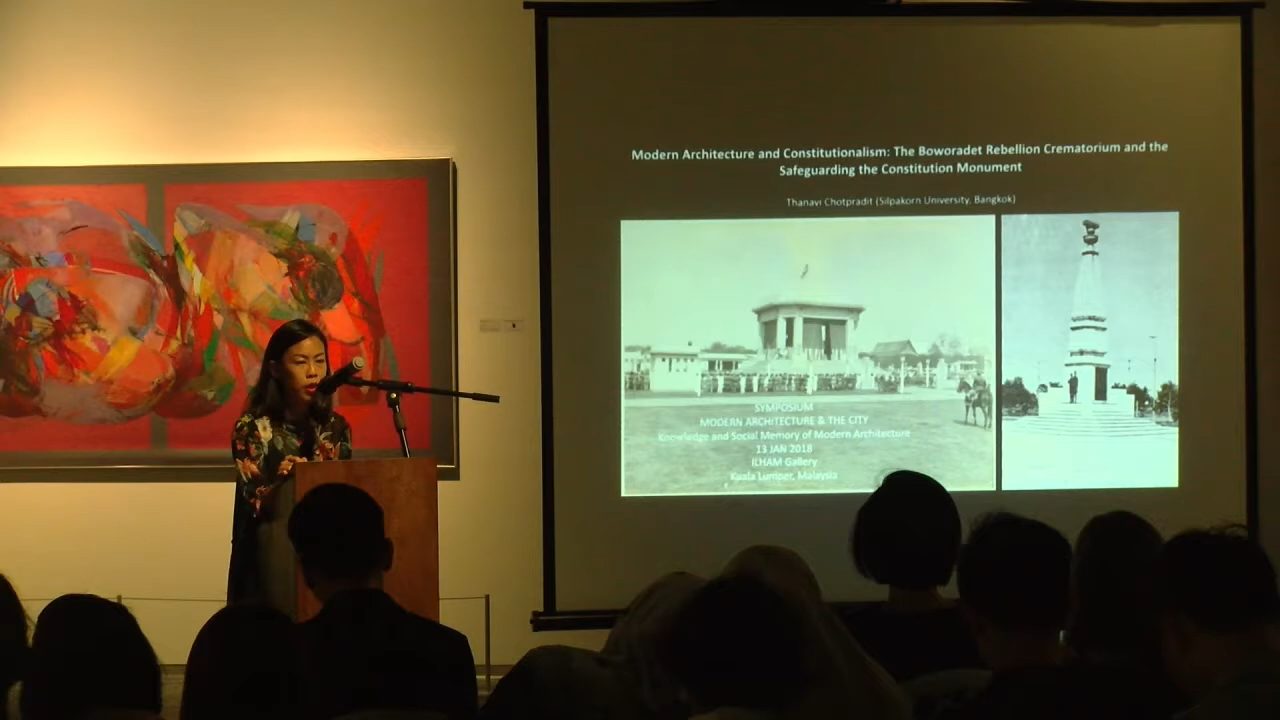 Modern Architecture and Constitutionalism: The Boworadet Rebellion Crematorium and the
Safeguarding the Constitution Monument
Thanavi Chotpradit (Silpakorn University, Bangkok)
SYMPOSIUM
MODERN ARCHITECTURE & THE CITY
Knowledge and Social Memory of Modern Architecture
13 JAN 2018
ILHAM Gallery
Kuala Lumper, Malaysia